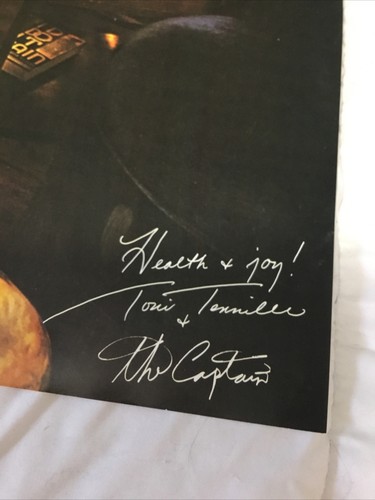 Health + joy!
Toni Tennille
+
the Captain